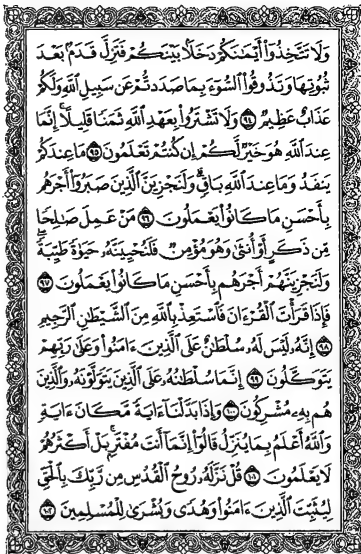 وَلَا تَتَّخِذُوٓا۟ أَيْمَٰنَكُمْ دَخَلًۢا بَيْنَكُمْ فَتَزِلَّ قَدَمٌۢ بَعْدَ
ثُبُوتِهَا وَتَذُوقُوا۟ ٱلسُّوٓءَ بِمَا صَدَدتُّمْ عَن سَبِيلِ ٱللَّهِ وَلَكُمْ
عَذَابٌ عَظِيمٌ ٩٤ وَلَا تَشْتَرُوا۟ بِعَهْدِ ٱللَّهِ ثَمَنًا قَلِيلًا إِنَّمَا
عِندَ ٱللَّهِ هُوَ خَيْرٌ لَّكُمْ إِن كُنتُمْ تَعْلَمُونَ ٩٥ مَا عِندَكُمْ
يَنفَدُ وَمَا عِندَ ٱللَّهِ بَاقٍ وَلَنَجْزِيَنَّ ٱلَّذِينَ صَبَرُوٓا۟ أَجْرَهُم
بِأَحْسَنِ مَا كَانُوا۟ يَعْمَلُونَ ٩٦ مَنْ عَمِلَ صَٰلِحًا
مِّن ذَكَرٍ أَوْ أُنثَىٰ وَهُوَ مُؤْمِنٌ فَلَنُحْيِيَنَّهُۥ حَيَوٰةً طَيِّبَةً
وَلَنَجْزِيَنَّهُمْ أَجْرَهُم بِأَحْسَنِ مَا كَانُوا۟ يَعْمَلُونَ ٩٧
فَإِذَا قَرَأْتَ ٱلْقُرْءَانَ فَٱسْتَعِذْ بِٱللَّهِ مِنَ ٱلشَّيْطَٰنِ ٱلرَّجِيمِ
٩٨ إِنَّهُۥ لَيْسَ لَهُۥ سُلْطَٰنٌ عَلَى ٱلَّذِينَ ءَامَنُوا۟ وَعَلَىٰ رَبِّهِمْ
يَتَوَكَّلُونَ ٩٩ إِنَّمَا سُلْطَٰنُهُۥ عَلَى ٱلَّذِينَ يَتَوَلَّوْنَهُۥ وَٱلَّذِينَ
هُم بِهِۦ مُشْرِكُونَ ١٠٠ وَإِذَا بَدَّلْنَآ ءَايَةً مَّكَانَ ءَايَةٍ
وَٱللَّهُ أَعْلَمُ بِمَا يُنَزِّلُ قَالُوٓا۟ إِنَّمَآ أَنتَ مُفْتَرٍۭ بَلْ أَكْثَرُهُمْ
لَا يَعْلَمُونَ ١٠١ قُلْ نَزَّلَهُۥ رُوحُ ٱلْقُدُسِ مِن رَّبِّكَ بِٱلْحَقِّ
لِيُثَبِّتَ ٱلَّذِينَ ءَامَنُوا۟ وَهُدًى وَبُشْرَىٰ لِلْمُسْلِمِينَ ١٠٢